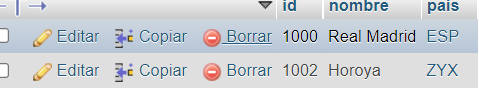 id nombre pais
Editar Copiar Borrar 1000 Real Madrid ESP
Editar Copiar Borrar 1002 Horoya ZYX